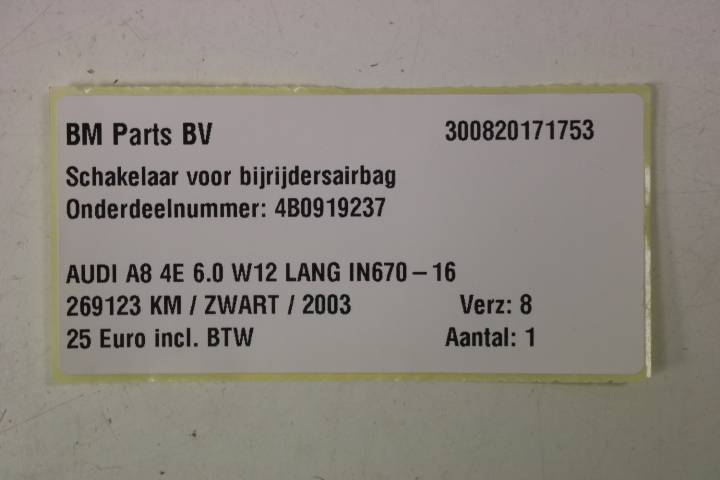 BM Parts BV 300820171753
Schakelaar voor bijrijdersairbag
Onderdeelnummer: 4B0919237
AUDI A8 4E 6.0 W12 LANG IN670 – 16
269123 KM / ZWART / 2003 Verz: 8
25 Euro incl. BTW Aantal: 1